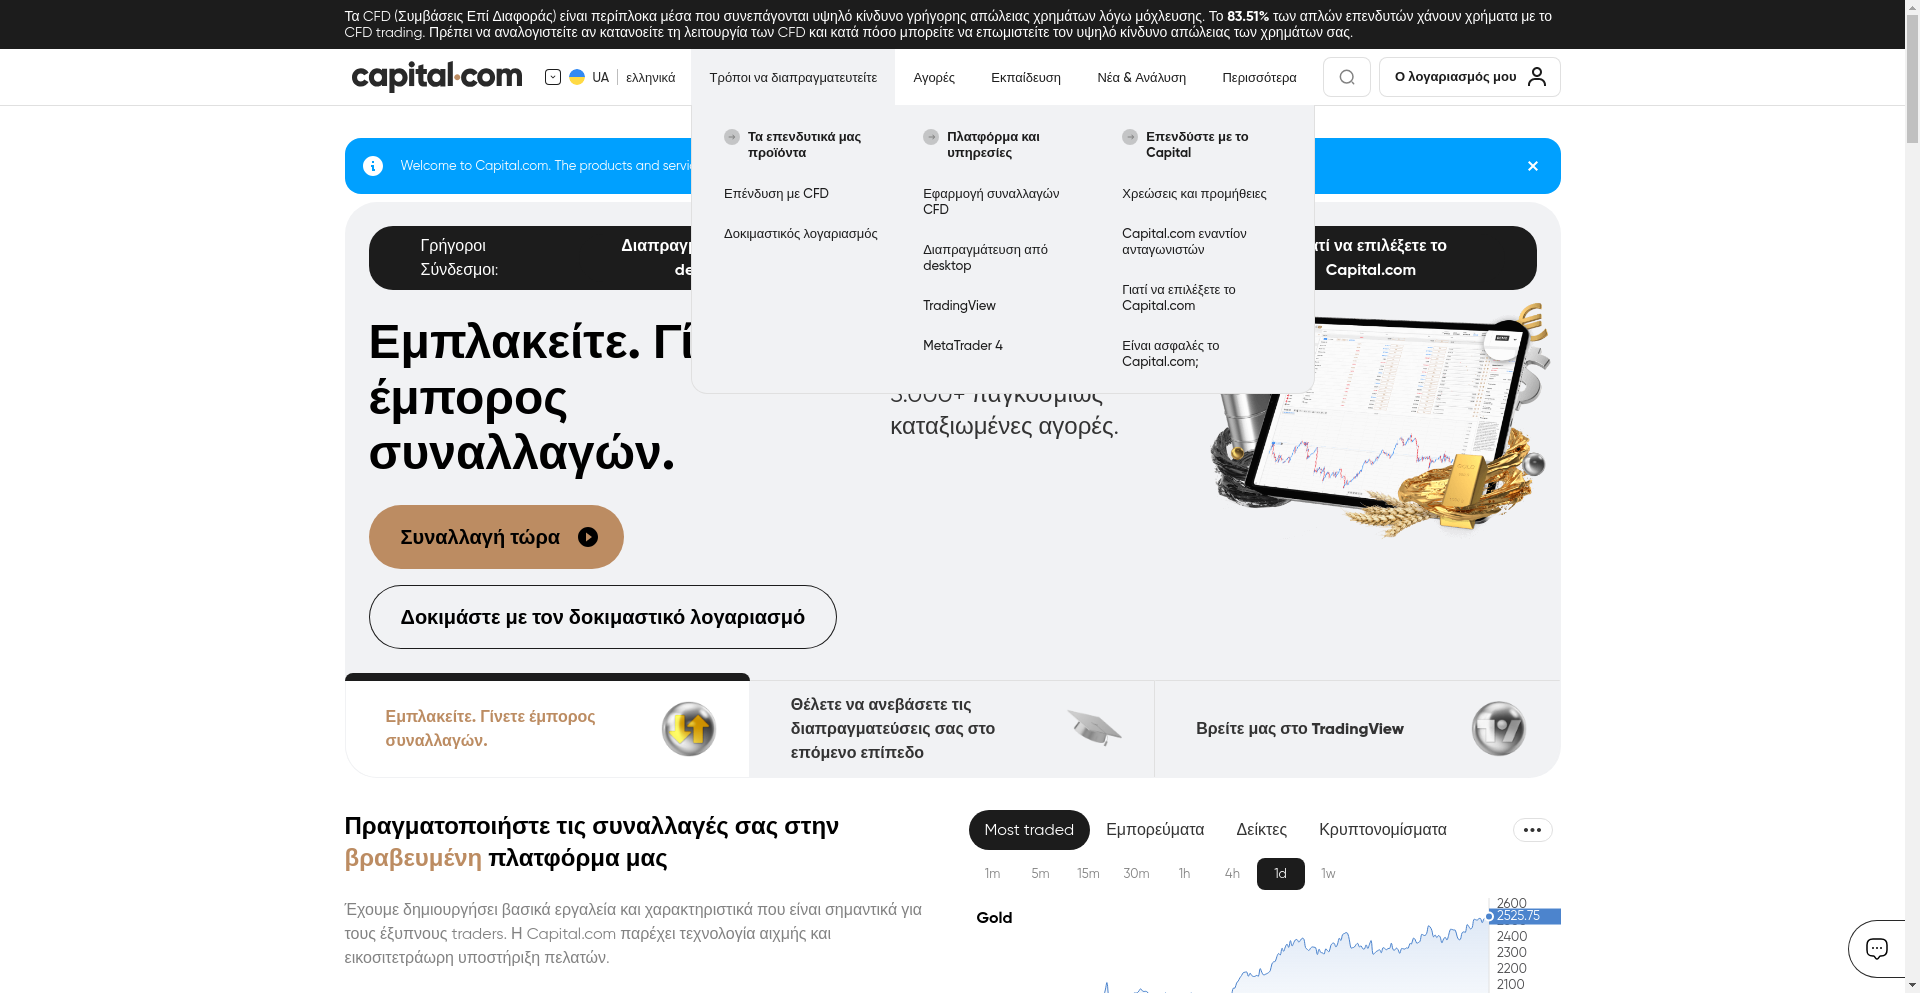 Τα CFD (Συμβάσεις Επί Διαφοράς) είναι περίπλοκα μέσα που συνεπάγονται υψηλό κίνδυνο γρήγορης απώλειας χρημάτων λόγω μόχλευσης. Το 83.51% των απλών επενδυτών χάνουν χρήματα με το
CFD trading. Πρέπει να αναλογιστείτε αν κατανοείτε τη λειτουργία των CFD και κατά πόσο μπορείτε να επωμιστείτε τον υψηλό κίνδυνο απώλειας των χρημάτων σας.
capital.com
UA ελληνικά
Τρόποι να διαπραγματευτείτε
Αγορές
Εκπαίδευση
Νέα & Ανάλυση
Περισσότερα
Ο λογαριασμός μου
Τα επενδυτικά μας
προϊόντα
Επένδυση με CFD
Δοκιμαστικός λογαριασμός
Πλατφόρμα και
υπηρεσίες
Εφαρμογή συναλλαγών
CFD
Διαπραγμάτευση από
desktop
TradingView
MetaTrader 4
Επενδύστε με το
Capital
Χρεώσεις και προμήθειες
Capital.com εναντίον
ανταγωνιστών
Γιατί να επιλέξετε το
Capital.com
Είναι ασφαλές το
Capital.com;
Welcome to Capital.com. The products and servi
Γρήγοροι
Σύνδεσμοι:
Διαπραγ
de
τί να επιλέξετε το
Capital.com
Εμπλακείτε. Γί
έμπορος
συναλλαγών.
3.000+ παγκοσμίως
καταξιωμένες αγορές.
Συναλλαγή τώρα
Δοκιμάστε με τον δοκιμαστικό λογαριασμό
Εμπλακείτε. Γίνετε έμπορος
συναλλαγών.
Θέλετε να ανεβάσετε τις
διαπραγματεύσεις σας στο
επόμενο επίπεδο
Βρείτε μας στο TradingView
Πραγματοποιήστε τις συναλλαγές σας στην
βραβευμένη πλατφόρμα μας
Έχουμε δημιουργήσει βασικά εργαλεία και χαρακτηριστικά που είναι σημαντικά για
τους έξυπνους traders. Η Capital.com παρέχει τεχνολογία αιχμής και
εικοσιτετράωρη υποστήριξη πελατών.
Most traded
Εμπορεύματα
Δείκτες
Κρυπτονομίσματα
1m 5m 15m 30m 1h 4h 1d 1w
Gold
2600
2525.75
2400
2300
2200
2100